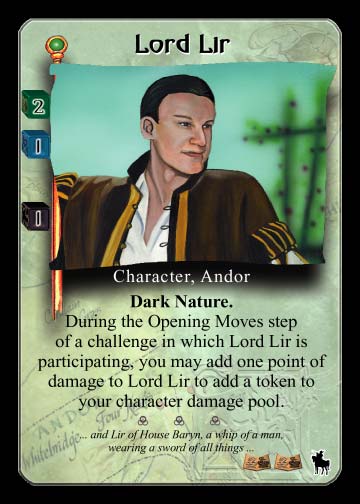 Lord Lir
2
1
1
Character, Andor
Dark Nature.
During the Opening Moves step
of a challenge in which Lord Lir is
participating, you may add one point of
damage to Lord Lir to add a token to
your character damage pool.
... and Lir of House Baryn, a whip of a man,
wearing a sword of all things ...
Whitebridge